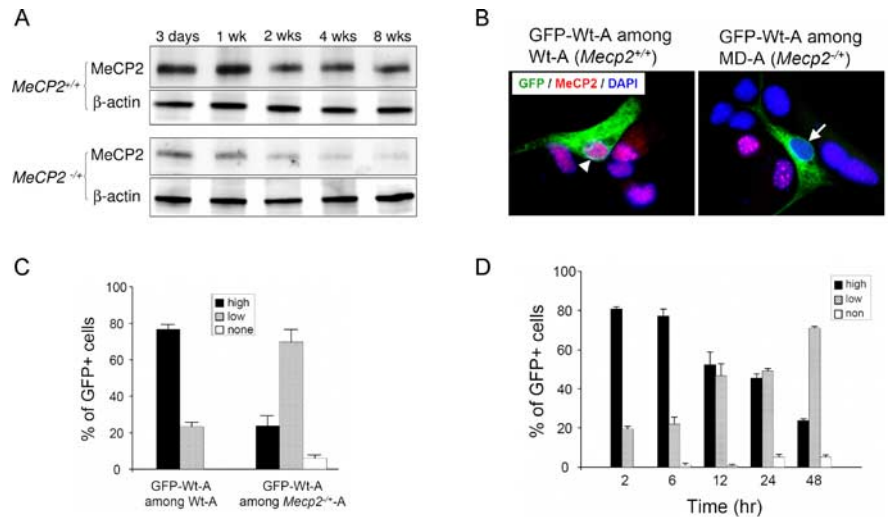 A
3 days 1 wk 2 wks 4 wks 8 wks
MeCP2+/+
MeCP2
β-actin
MeCP2-/+
MeCP2
β-actin
B
GFP-Wt-A among
Wt-A (Mecp2+/+)
GFP-Wt-A among
MD-A (Mecp2-/+)
GFP / MeCP2 / DAPI
C
% of GFP+ cells
100
80
60
40
20
0
high
low
none
GFP-Wt-A
among Wt-A
GFP-Wt-A
among Mecp2-/+-A
D
% of GFP+ cells
80
60
40
20
0
high
low
non
2 6 12 24 48
Time (hr)